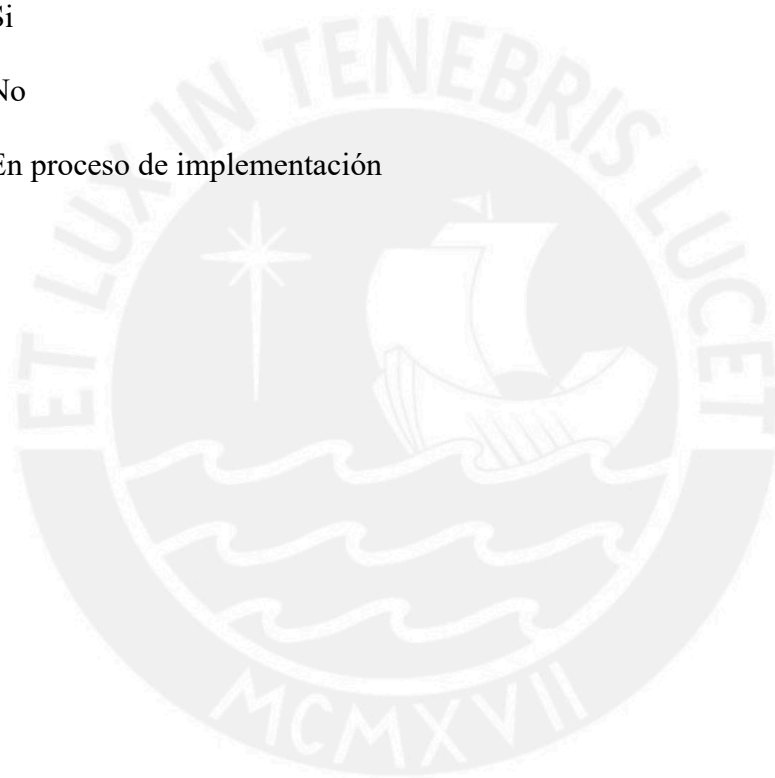 Si
No
En proceso de implementación
ET LUX IN TENEBRIS LUCET
MCMXVII